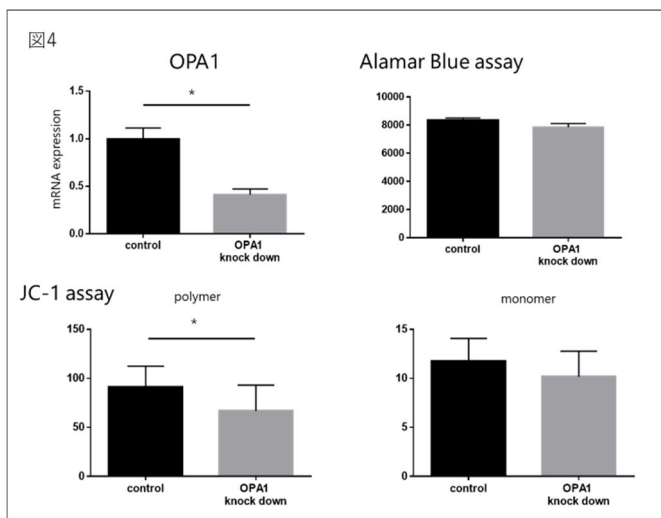 図4
OPA1
*
mRNA expression
1.5
1.0
0.5
0.0
control
OPA1
knock down
Alamar Blue assay
10000
8000
6000
4000
2000
0
control
OPA1
knock down
JC-1 assay
polymer
*
150
100
50
0
control
OPA1
knock down
monomer
15
10
5
0
control
OPA1
knock down